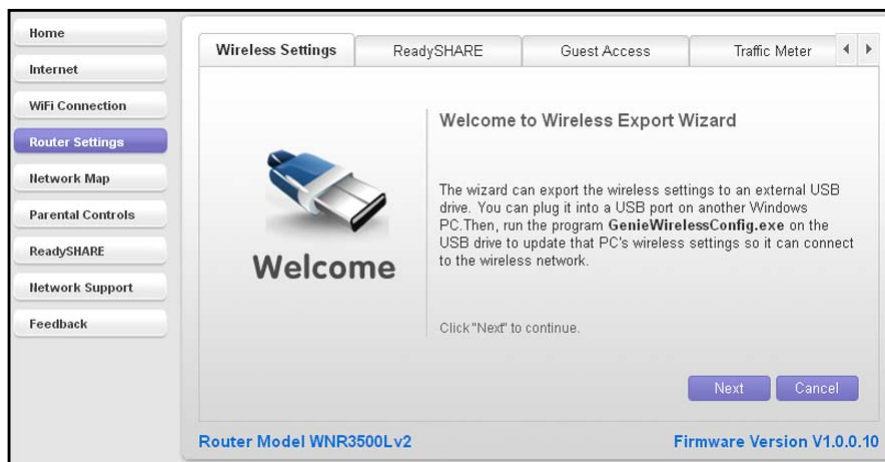 Home
Internet
WiFi Connection
Router Settings
Network Map
Parental Controls
ReadySHARE
Network Support
Feedback
Wireless Settings
ReadySHARE
Guest Access
Traffic Meter
Welcome
Welcome to Wireless Export Wizard
The wizard can export the wireless settings to an external USB
drive. You can plug it into a USB port on another Windows
PC.Then, run the program GenieWirelessConfig.exe on the
USB drive to update that PC's wireless settings so it can connect
to the wireless network.
Click "Next" to continue.
Next
Cancel
Router Model WNR3500Lv2
Firmware Version V1.0.0.10